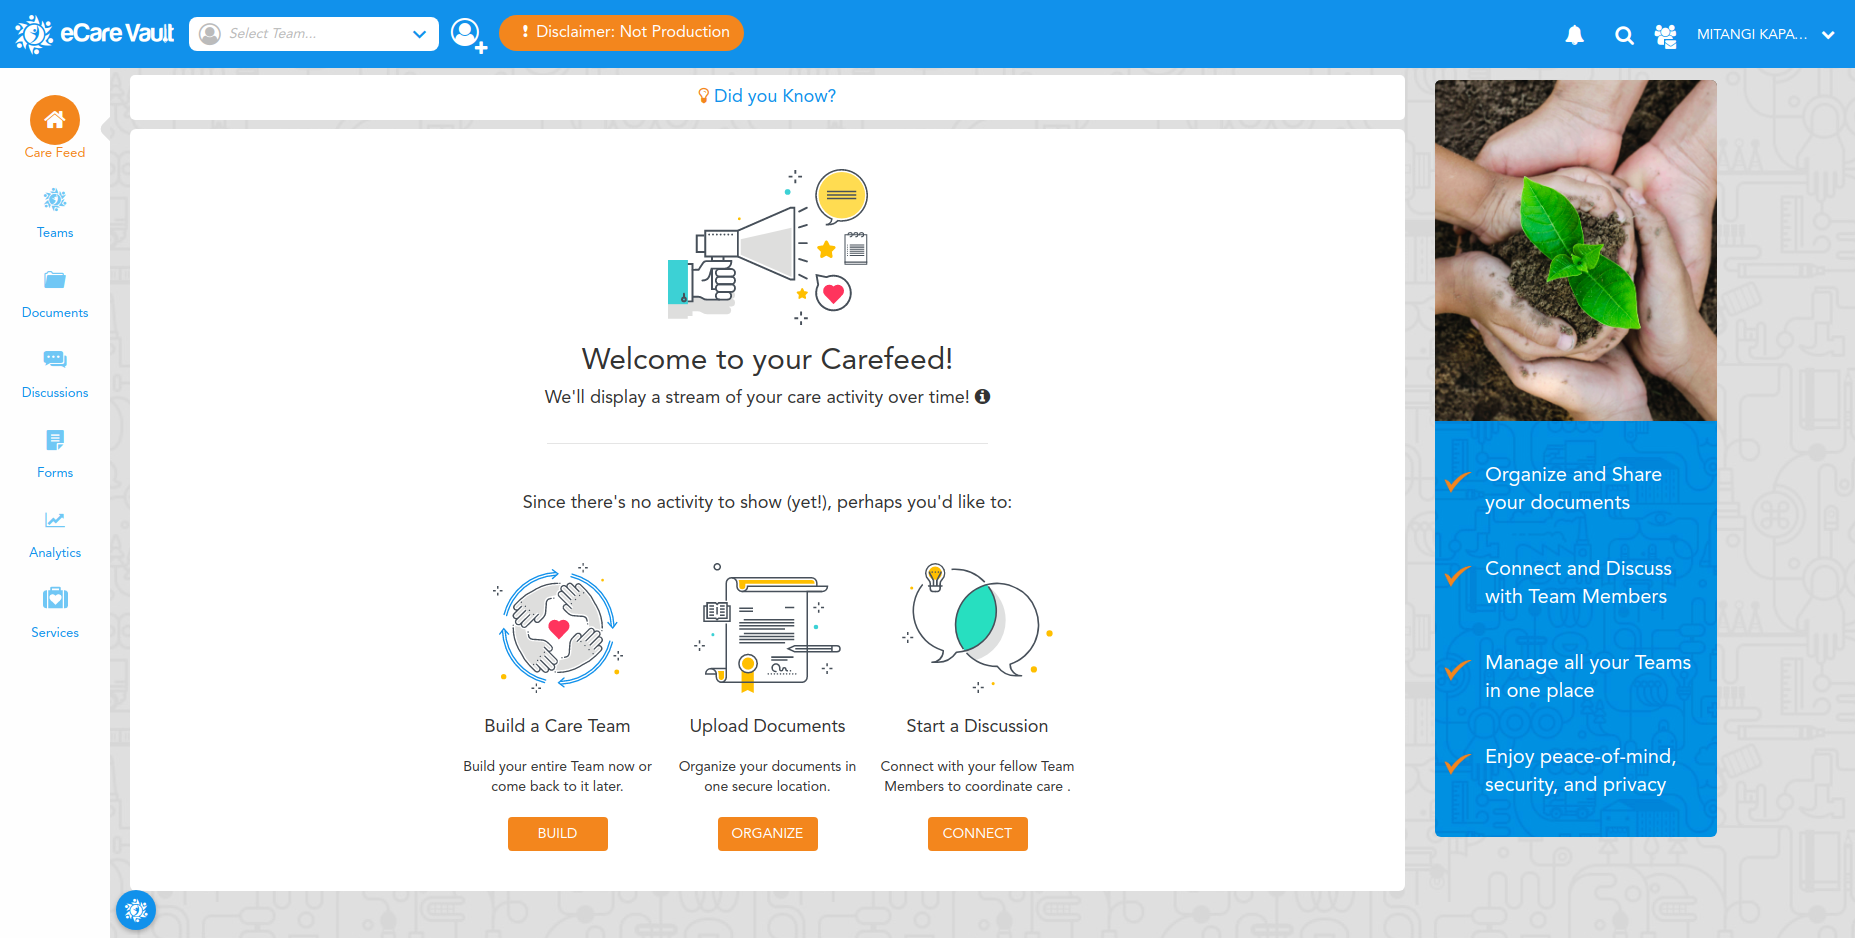 eCare Vault
Select Team...
! Disclaimer: Not Production
MITANGI KAPA...
Care Feed
Teams
Documents
Discussions
Forms
Analytics
Services
Did you Know?
Welcome to your Carefeed!
We'll display a stream of your care activity over time!
Since there's no activity to show (yet!), perhaps you'd like to:
Build a Care Team
Build your entire Team now or
come back to it later.
BUILD
Upload Documents
Organize your documents in
one secure location.
ORGANIZE
Start a Discussion
Connect with your fellow Team
Members to coordinate care .
CONNECT
Organize and Share
your documents
Connect and Discuss
with Team Members
Manage all your Teams
in one place
Enjoy peace-of-mind,
security, and privacy